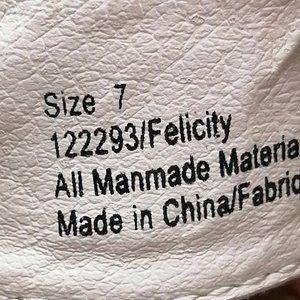 Size 7
122293/Felicity
All Manmade Materia
Made in China/Fabric